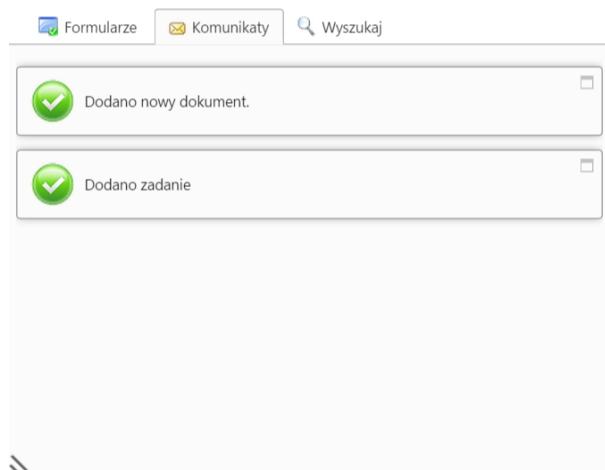 Formularze Komunikaty Wyszukaj
Dodano nowy dokument.
Dodano zadanie